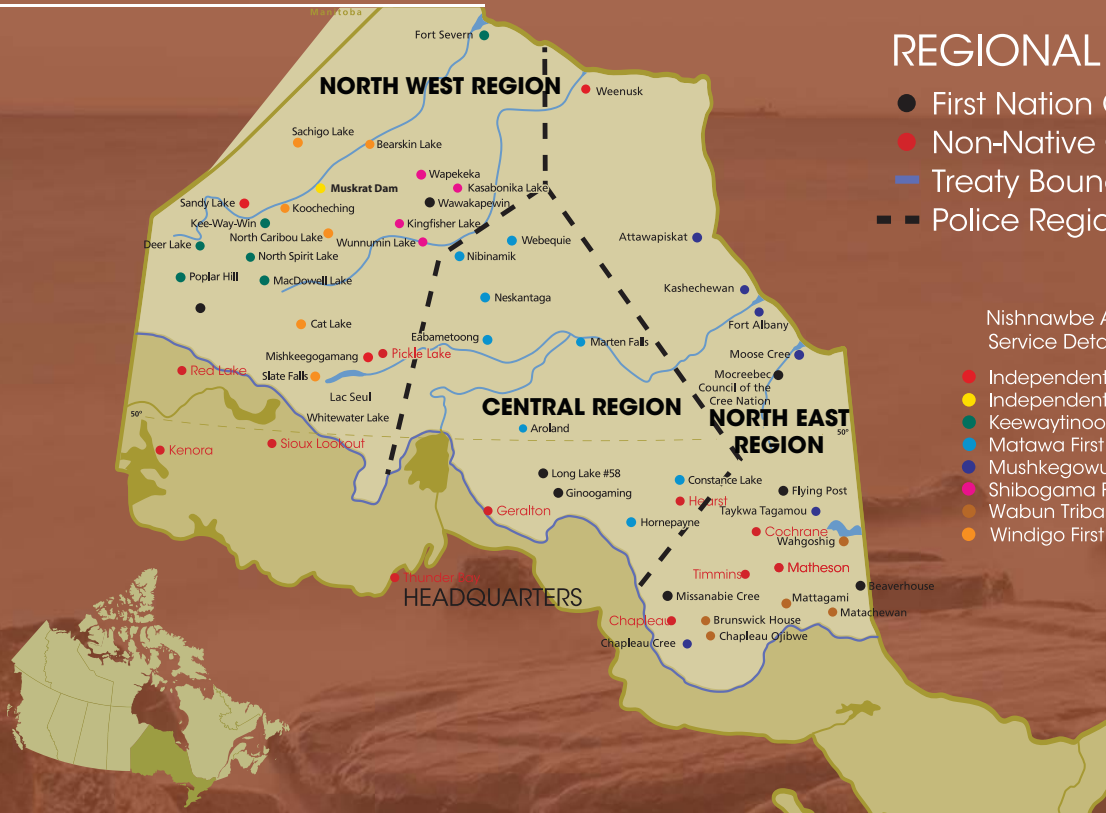 Manitoba
Fort Severn
NORTH WEST REGION
Weenusk
Sachigo Lake
Bearskin Lake
Wapekeka
Muskrat Dam
Kasabonika Lake
Sandy Lake
Wawakapewin
Koocheching
Kee-Way-Win
Kingfisher Lake
North Caribou Lake
Wunnumin Lake
Webequie
Attawapiskat
Deer Lake
North Spirit Lake
Nibinamik
Poplar Hill
MacDowell Lake
Kashechewan
Neskantaga
Cat Lake
Fort Albany
Eabametoong
Marten Falls
Mishkeegogamang
Pickle Lake
Moose Cree
Red Lake
Slate Falls
Mocreebec
Council of the
Cree Nation
Lac Seul
Whitewater Lake
CENTRAL REGION
NORTH EAST
REGION
50°
50°
Aroland
Kenora
Sioux Lookout
Long Lake #58
Constance Lake
Ginoogaming
Flying Post
Hearst
Geralton
Taykwa Tagamou
Hornepayne
Cochrane
Wahgoshig
Thunder Bay
HEADQUARTERS
Timmins
Matheson
Beaverhouse
Missanabie Cree
Mattagami
Matachewan
Chapleau
Brunswick House
Chapleau Ojibwe
Chapleau Cree
REGIONAL
First Nation
Non-Native
Treaty Boun
Police Regio
Nishnawbe A
Service Deta
Independent
Independent
Keewaytinoo
Matawa First
Mushkegowu
Shibogama F
Wabun Triba
Windigo First